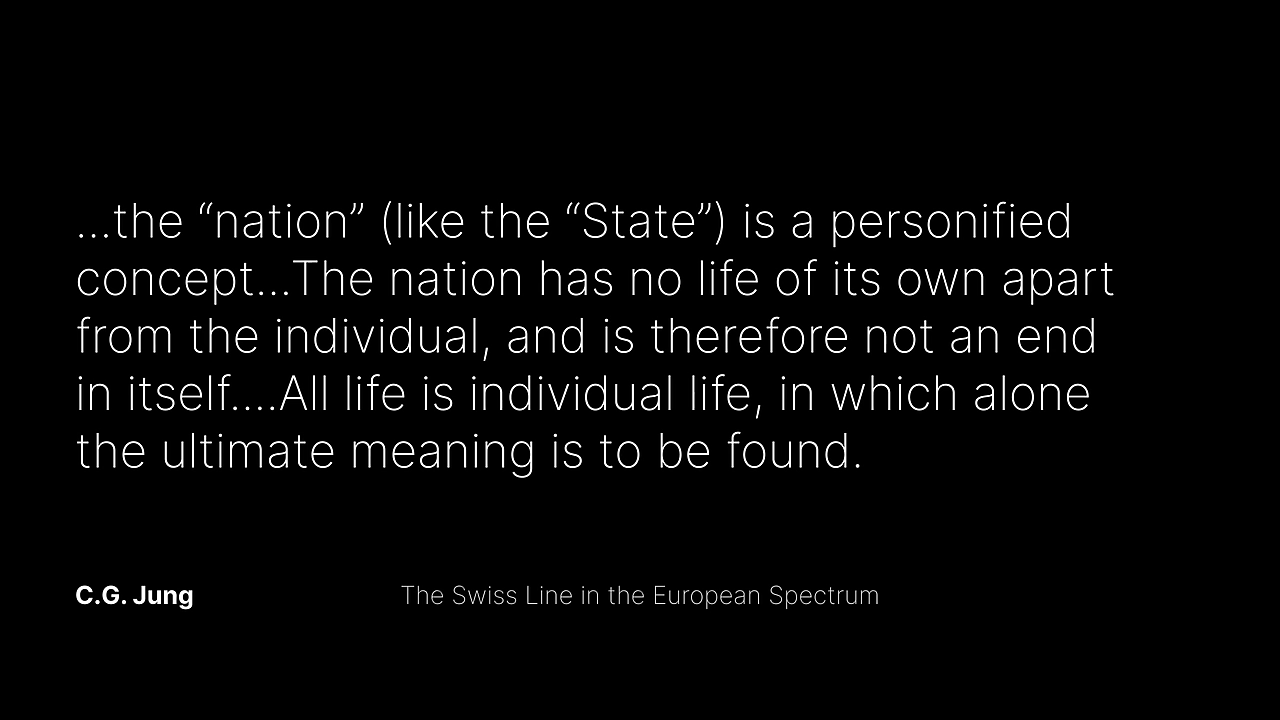 ...the “nation” (like the “State”) is a personified
concept...The nation has no life of its own apart
from the individual, and is therefore not an end
in itself....All life is individual life, in which alone
the ultimate meaning is to be found.
C.G. Jung The Swiss Line in the European Spectrum